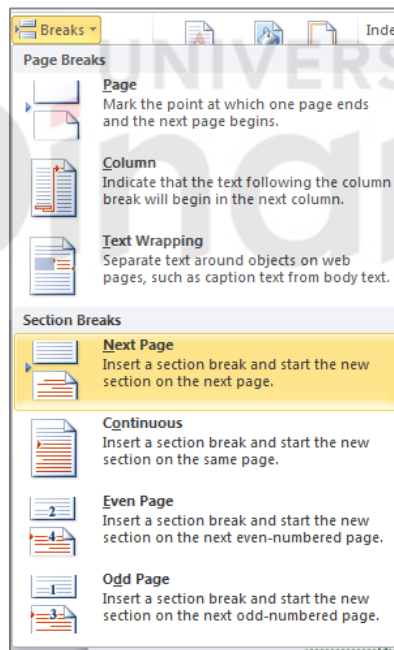 Breaks
Inde
Page Breaks
UNIVERS
Page
Mark the point at which one page ends
and the next page begins.
Column
Indicate that the text following the column
break will begin in the next column.
Text Wrapping
Separate text around objects on web
pages, such as caption text from body text.
Section Breaks
Next Page
Insert a section break and start the new
section on the next page.
Continuous
Insert a section break and start the new
section on the same page.
2
Even Page
Insert a section break and start the new
4
section on the next even-numbered page.
1
Odd Page
Insert a section break and start the new
3
section on the next odd-numbered page.